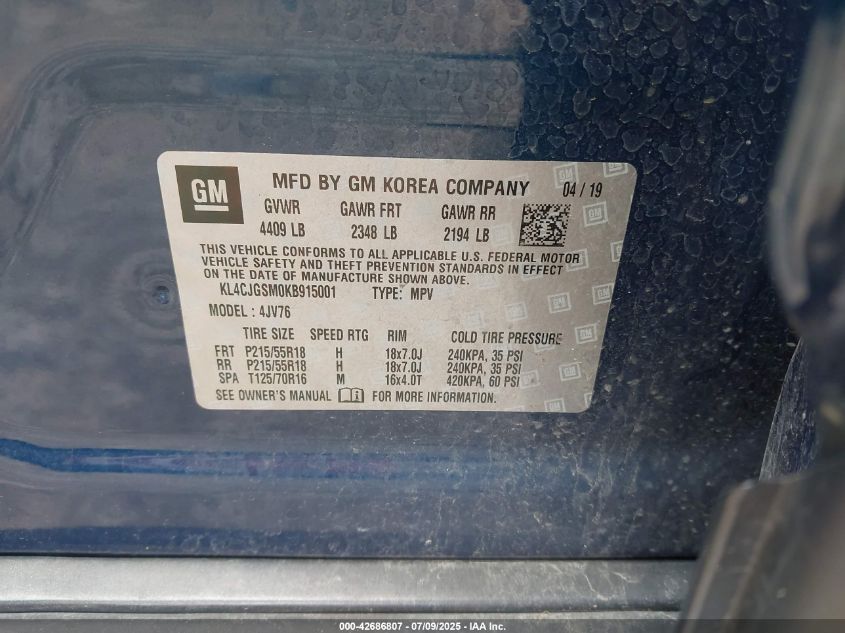 GM
MFD BY GM KOREA COMPANY 04 / 19
GVWR GAWR FRT GAWR RR
4409 LB 2348 LB 2194 LB
THIS VEHICLE CONFORMS TO ALL APPLICABLE U.S. FEDERAL MOTOR
VEHICLE SAFETY AND THEFT PREVENTION STANDARDS IN EFFECT
ON THE DATE OF MANUFACTURE SHOWN ABOVE.
KL4CJGSM0KB915001 TYPE: MPV
MODEL : 4JV76
TIRE SIZE SPEED RTG RIM COLD TIRE PRESSURE
FRT P215/55R18 H 18x7.0J 240KPA, 35 PSI
RR P215/55R18 H 18x7.0J 240KPA, 35 PSI
SPA T125/70R16 M 16x4.0T 420KPA, 60 PSI
SEE OWNER'S MANUAL FOR MORE INFORMATION.
000-42686807 - 07/09/2025 - IAA Inc.